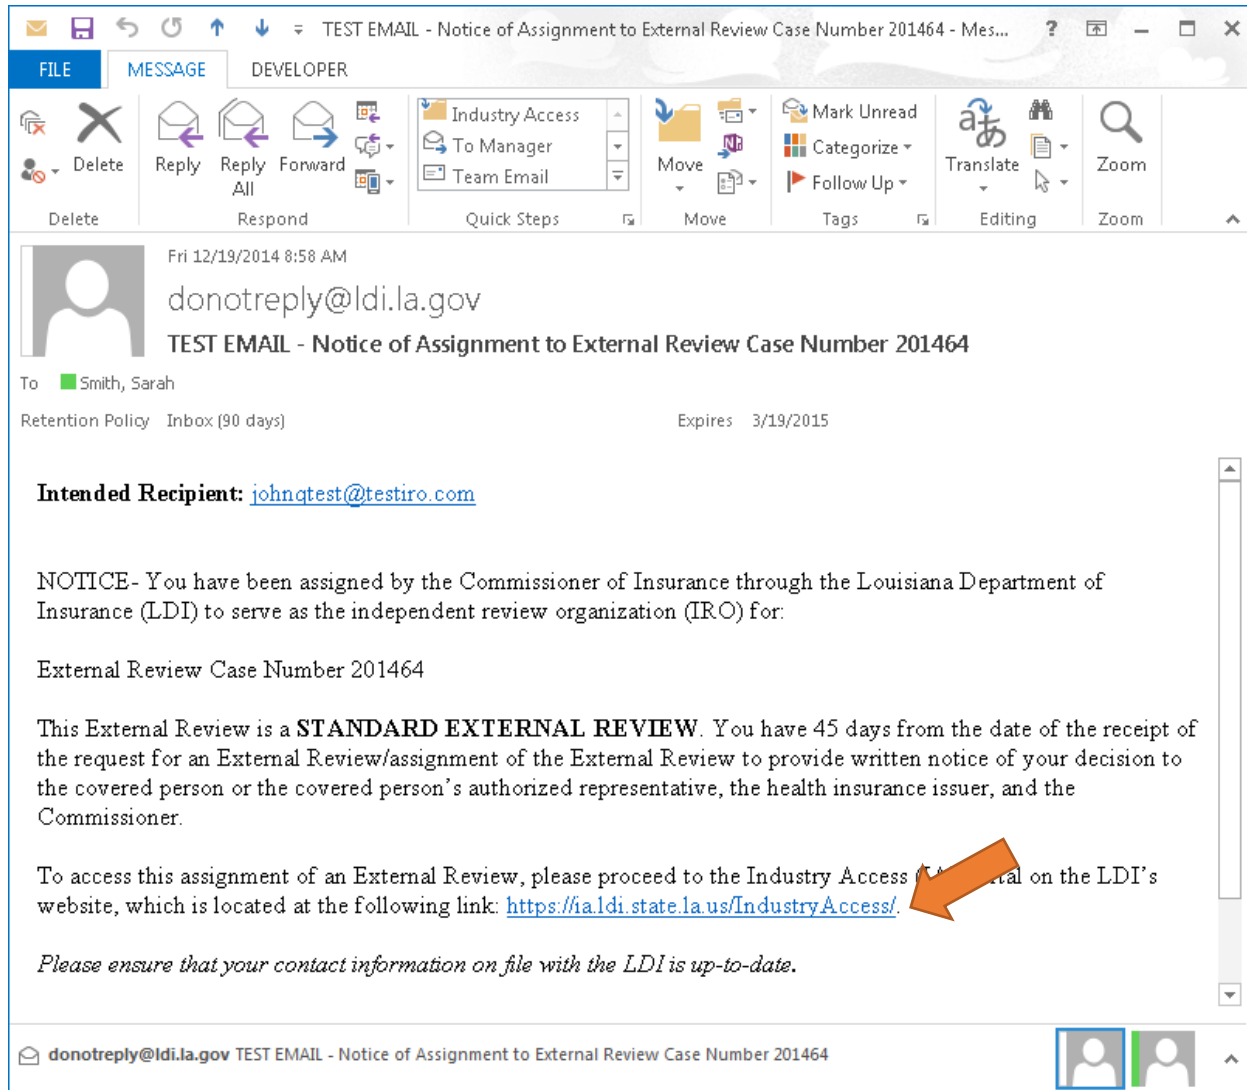 TEST EMAIL - Notice of Assignment to External Review Case Number 201464 - Mes... ?
FILE MESSAGE DEVELOPER
Delete
Reply
Reply All
Forward
Industry Access
To Manager
Team Email
Move
Mark Unread
Categorize
Follow Up
Translate
Zoom
Delete Respond Quick Steps Move Tags Editing Zoom
Fri 12/19/2014 8:58 AM
donotreply@ldi.la.gov
TEST EMAIL - Notice of Assignment to External Review Case Number 201464
To Smith, Sarah
Retention Policy Inbox (90 days) Expires 3/19/2015
Intended Recipient: johnqtest@testiro.com
NOTICE- You have been assigned by the Commissioner of Insurance through the Louisiana Department of
Insurance (LDI) to serve as the independent review organization (IRO) for:
External Review Case Number 201464
This External Review is a STANDARD EXTERNAL REVIEW. You have 45 days from the date of the receipt of
the request for an External Review/assignment of the External Review to provide written notice of your decision to
the covered person or the covered person's authorized representative, the health insurance issuer, and the
Commissioner.
To access this assignment of an External Review, please proceed to the Industry Access on the LDI's
website, which is located at the following link: https://ia.ldi.state.la.us/IndustryAccess/.
Please ensure that your contact information on file with the LDI is up-to-date.
donotreply@ldi.la.gov TEST EMAIL - Notice of Assignment to External Review Case Number 201464